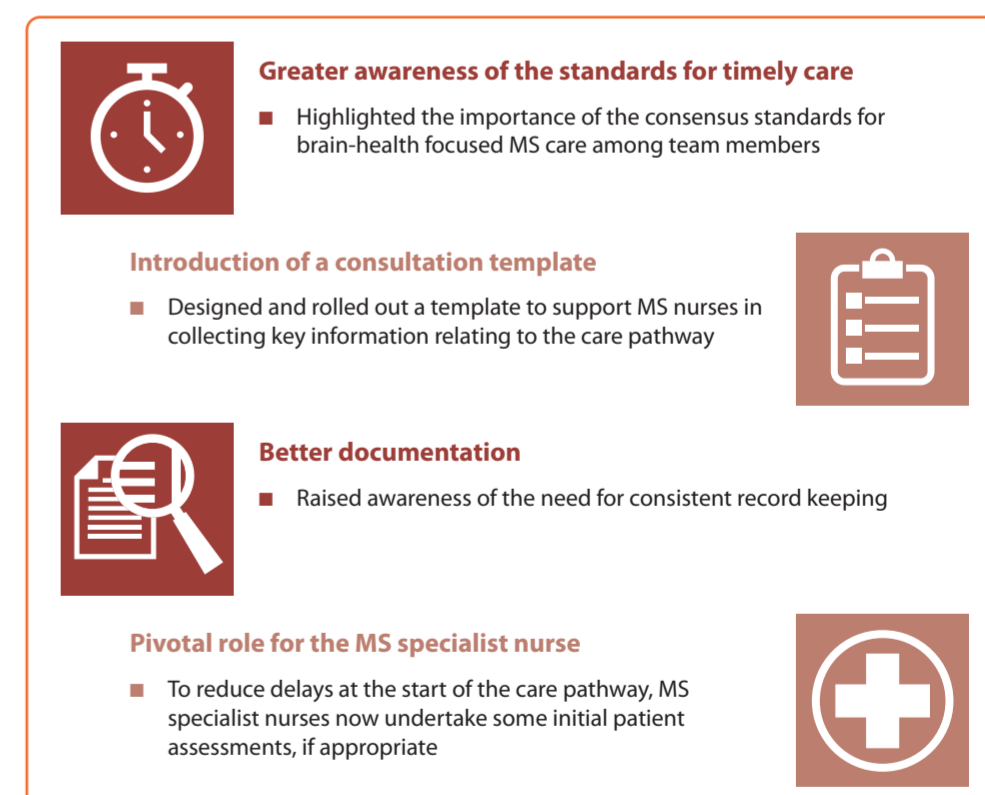 Greater awareness of the standards for timely care
■ Highlighted the importance of the consensus standards for
brain-health focused MS care among team members
Introduction of a consultation template
■ Designed and rolled out a template to support MS nurses in
collecting key information relating to the care pathway
Better documentation
■ Raised awareness of the need for consistent record keeping
Pivotal role for the MS specialist nurse
■ To reduce delays at the start of the care pathway, MS
specialist nurses now undertake some initial patient
assessments, if appropriate